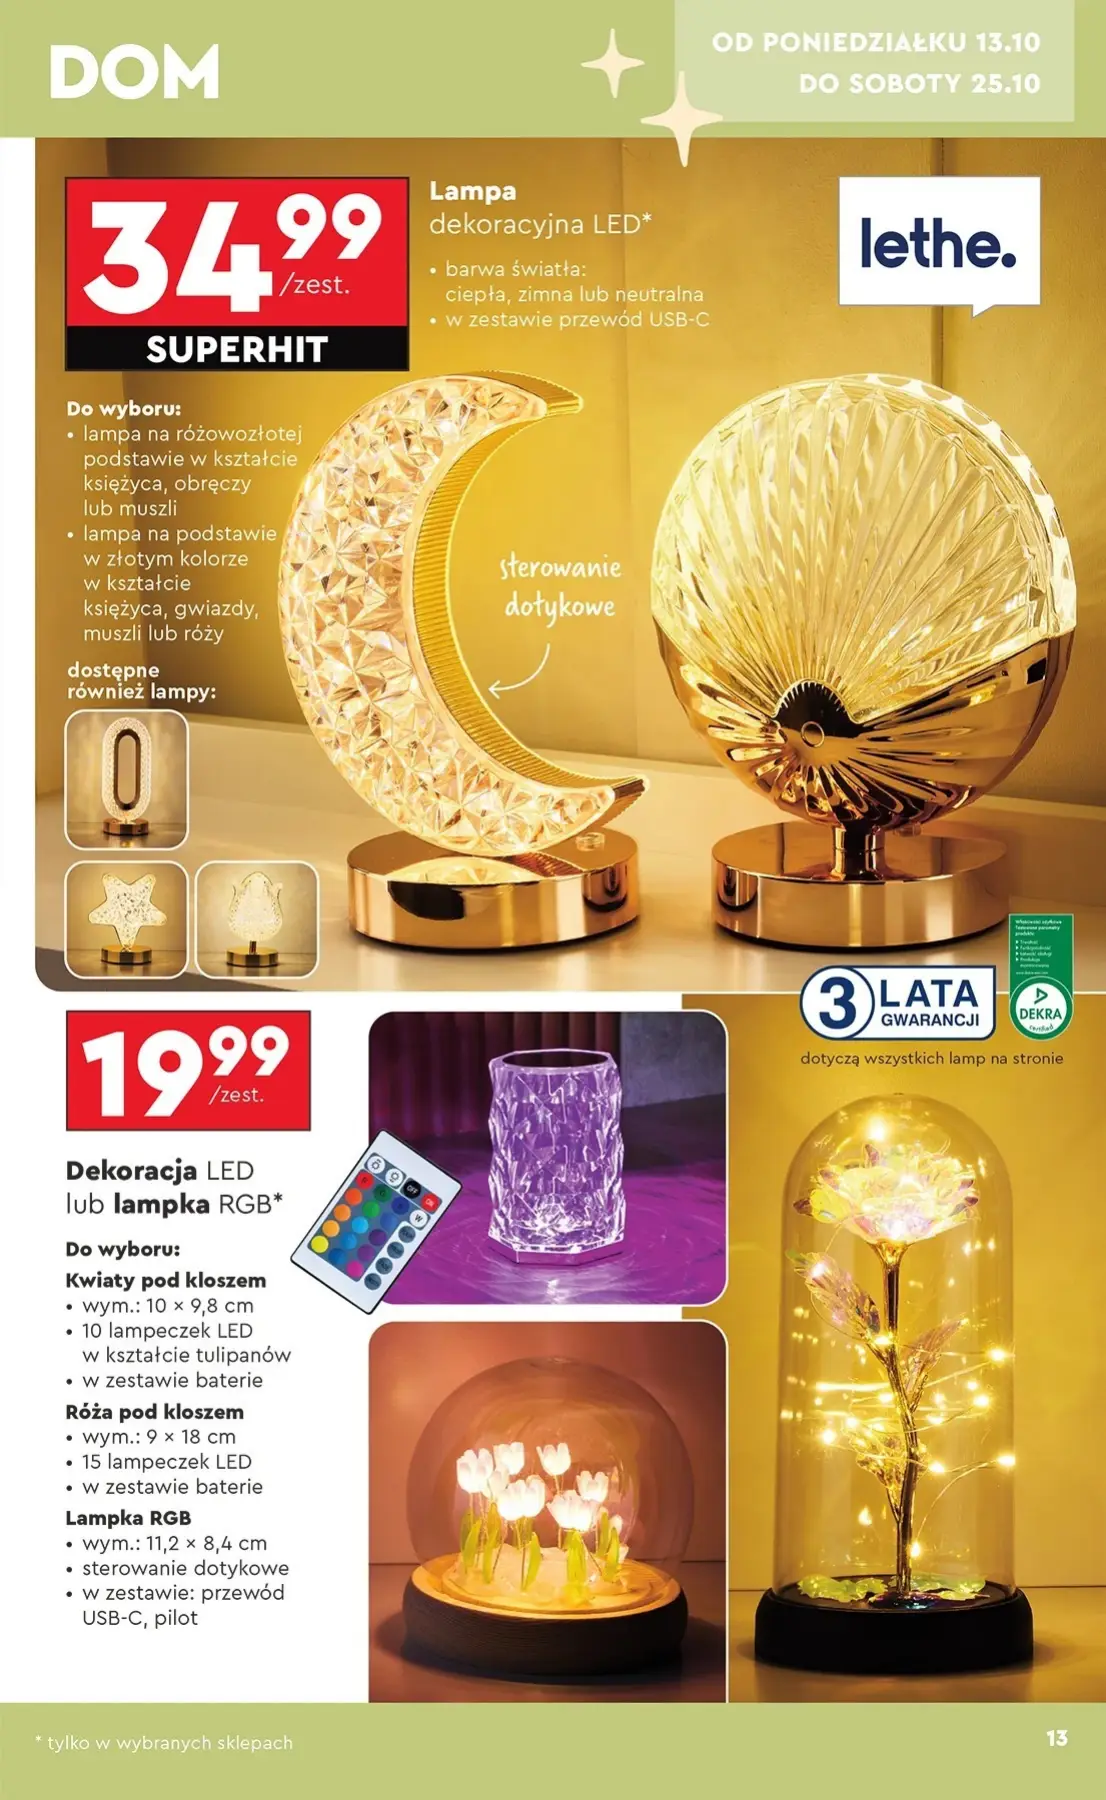 DOM
OD PONIEDZIAŁKU 13.10
DO SOBOTY 25.10
34 99
/zest.
SUPERHIT
Lampa
dekoracyjna LED*
• barwa światła:
ciepła, zimna lub neutralna
• w zestawie przewód USB-C
lethe.
Do wyboru:
• lampa na różowozłotej
podstawie w kształcie
księżyca, obręczy
lub muszli
• lampa na podstawie
w złotym kolorze
w kształcie
księżyca, gwiazdy,
muszli lub róży
dostępne
również lampy:
sterowanie
dotykowe
3 LATA
GWARANCJI
DEKRA
certified
dotyczą wszystkich lamp na stronie
19 99
/zest.
Dekoracja LED
lub lampka RGB*
Do wyboru:
Kwiaty pod kloszem
• wym.: 10 × 9,8 cm
• 10 lampeczek LED
w kształcie tulipanów
• w zestawie baterie
Róża pod kloszem
• wym.: 9 × 18 cm
• 15 lampeczek LED
• w zestawie baterie
Lampka RGB
• wym.: 11,2 × 8,4 cm
• sterowanie dotykowe
• w zestawie: przewód
USB-C, pilot
OFF
ON
W
* tylko w wybranych sklepach
13